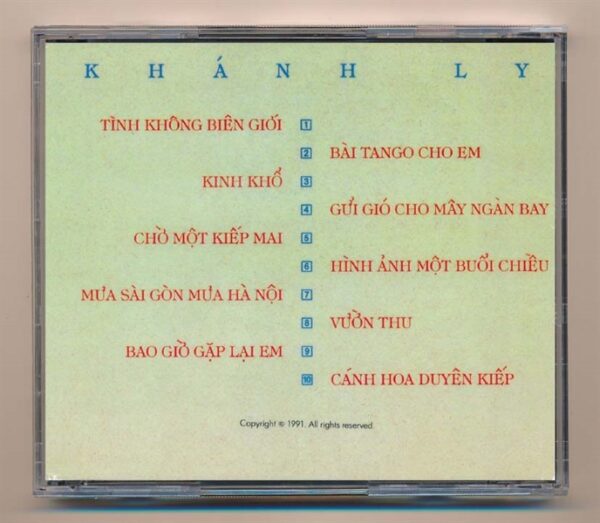 KHÁNH LY
TÌNH KHÔNG BIÊN GIỚI 1
2 BÀI TANGO CHO EM
KINH KHỔ 3
4 GỬI GIÓ CHO MÂY NGÀN BAY
CHỜ MỘT KIẾP MAI 5
6 HÌNH ẢNH MỘT BUỔI CHIỀU
MƯA SÀI GÒN MƯA HÀ NỘI 7
8 VƯỜN THU
BAO GIỜ GẶP LẠI EM 9
10 CÁNH HOA DUYÊN KIẾP
Copyright © 1991. All rights reserved.